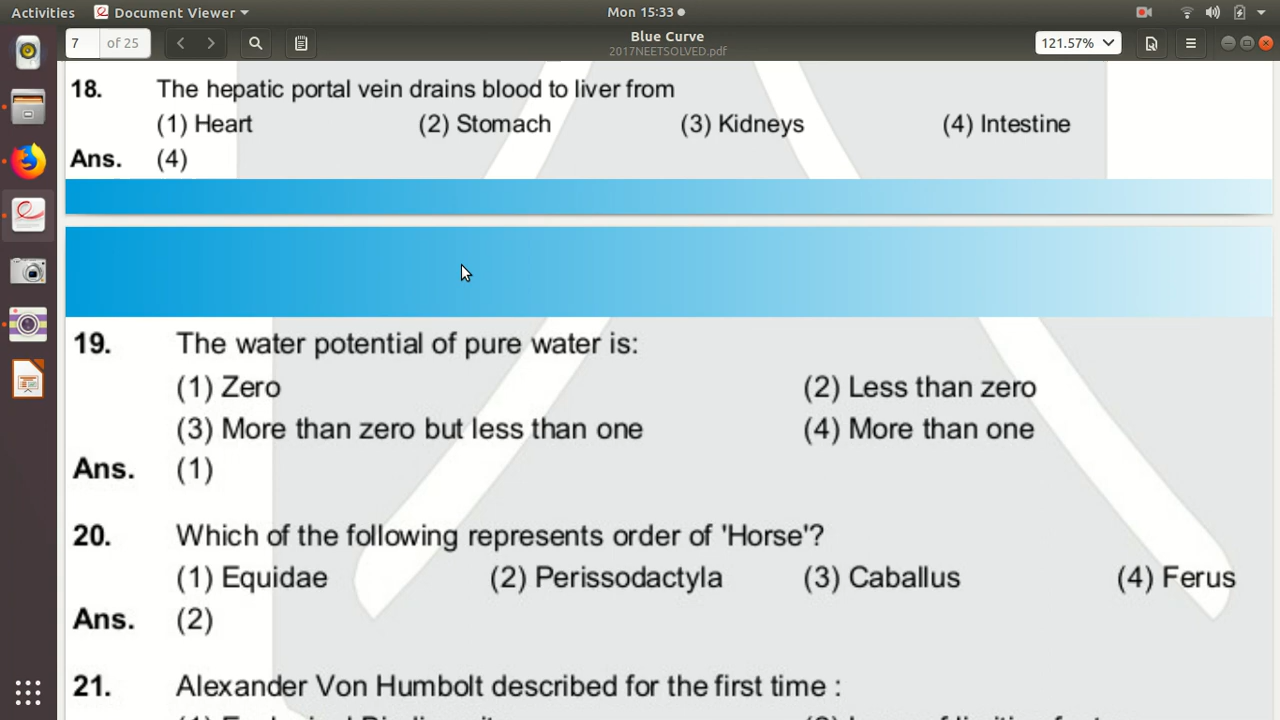 Activities Document Viewer Mon 15:33
7 of 25 Blue Curve 121.57%
2017NEETSOLVED.pdf
18. The hepatic portal vein drains blood to liver from
(1) Heart (2) Stomach (3) Kidneys (4) Intestine
Ans. (4)
19. The water potential of pure water is:
(1) Zero (2) Less than zero
(3) More than zero but less than one (4) More than one
Ans. (1)
20. Which of the following represents order of 'Horse'?
(1) Equidae (2) Perissodactyla (3) Caballus (4) Ferus
Ans. (2)
21. Alexander Von Humbolt described for the first time :